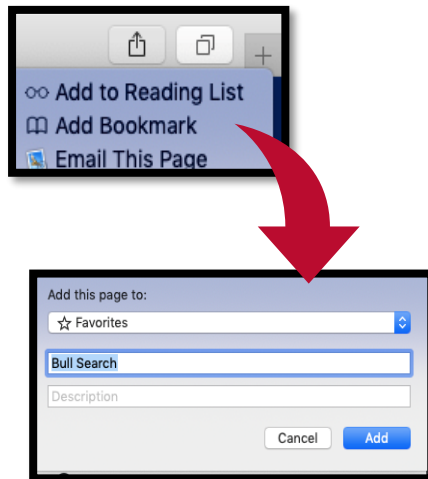 Add to Reading List
Add Bookmark
Email This Page
Add this page to:
Favorites
Bull Search
Description
Cancel Add